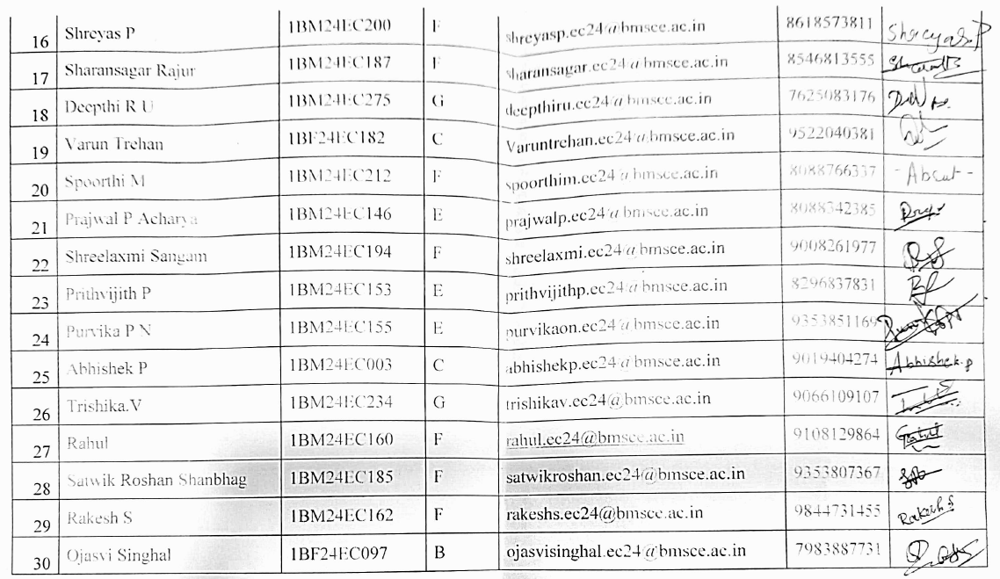 16 Shreyas P 1BM24EC200 F shreyasp.ec24@bmsce.ac.in 8618573811 Shreyas.P
17 Sharansagar Rajur 1BM24EC187 F sharansagar.ec24@bmsce.ac.in 8546813555
18 Deepthi R U 1BM24EC275 G deepthiru.ec24@bmsce.ac.in 7625083176
19 Varun Trehan 1BF24EC182 C Varuntrehan.ec24@bmsce.ac.in 9522040381
20 Spoorthi M 1BM24EC212 F spoorthim.ec24@bmsce.ac.in 8088766337 - Absent -
21 Prajwal P Acharya 1BM24EC146 E prajwalp.ec24@bmsce.ac.in 8088342385
22 Shreelaxmi Sangam 1BM24EC194 F shreelaxmi.ec24@bmsce.ac.in 9008261977
23 Prithvijith P 1BM24EC153 E prithvijithp.ec24@bmsce.ac.in 8296837831
24 Purvika P N 1BM24EC155 E purvikaon.ec24@bmsce.ac.in 9353851169
25 Abhishek P 1BM24EC003 C abhishekp.ec24@bmsce.ac.in 9019404274 Abhishek.p
26 Trishika.V 1BM24EC234 G trishikav.ec24@bmsce.ac.in 9066109107
27 Rahul 1BM24EC160 F rahul.ec24@bmsce.ac.in 9108129864
28 Satwik Roshan Shanbhag 1BM24EC185 F satwikroshan.ec24@bmsce.ac.in 9353807367
29 Rakesh S 1BM24EC162 F rakeshs.ec24@bmsce.ac.in 9844731455 Rakesh S
30 Ojasvi Singhal 1BF24EC097 B ojasvisinghal.ec24@bmsce.ac.in 7983887731